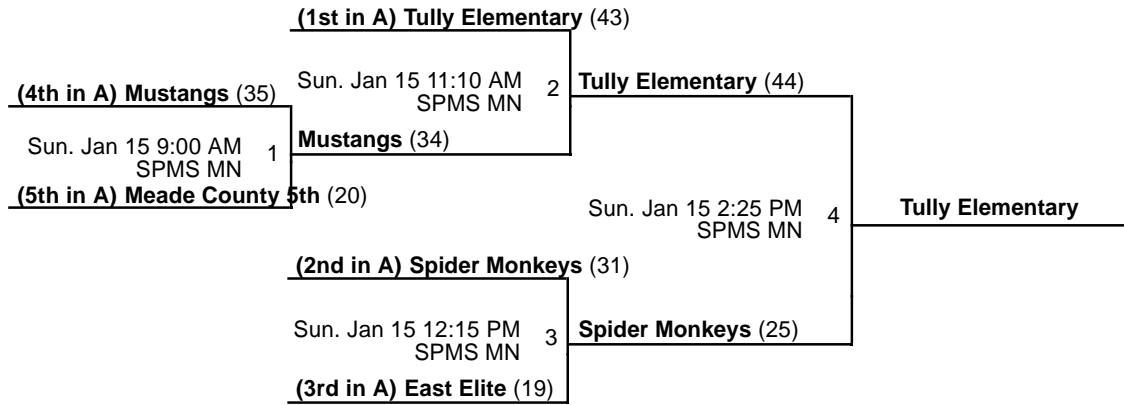 (1st in A) Tully Elementary (43)
Sun. Jan 15 11:10 AM
SPMS MN
2
Tully Elementary (44)
(4th in A) Mustangs (35)
Sun. Jan 15 9:00 AM
SPMS MN
1
Mustangs (34)
(5th in A) Meade County 5th (20)
Sun. Jan 15 2:25 PM
SPMS MN
4
Tully Elementary
(2nd in A) Spider Monkeys (31)
Sun. Jan 15 12:15 PM
SPMS MN
3
Spider Monkeys (25)
(3rd in A) East Elite (19)